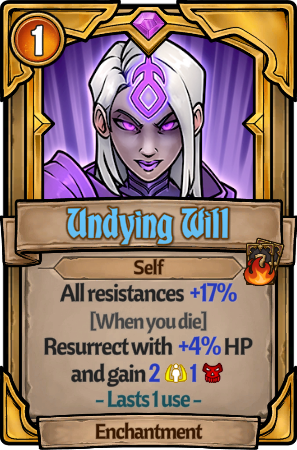 1
Undying Will
Self
All resistances +17%
[When you die]
Resurrect with +4% HP
and gain 2 1
- Lasts 1 use -
Enchantment